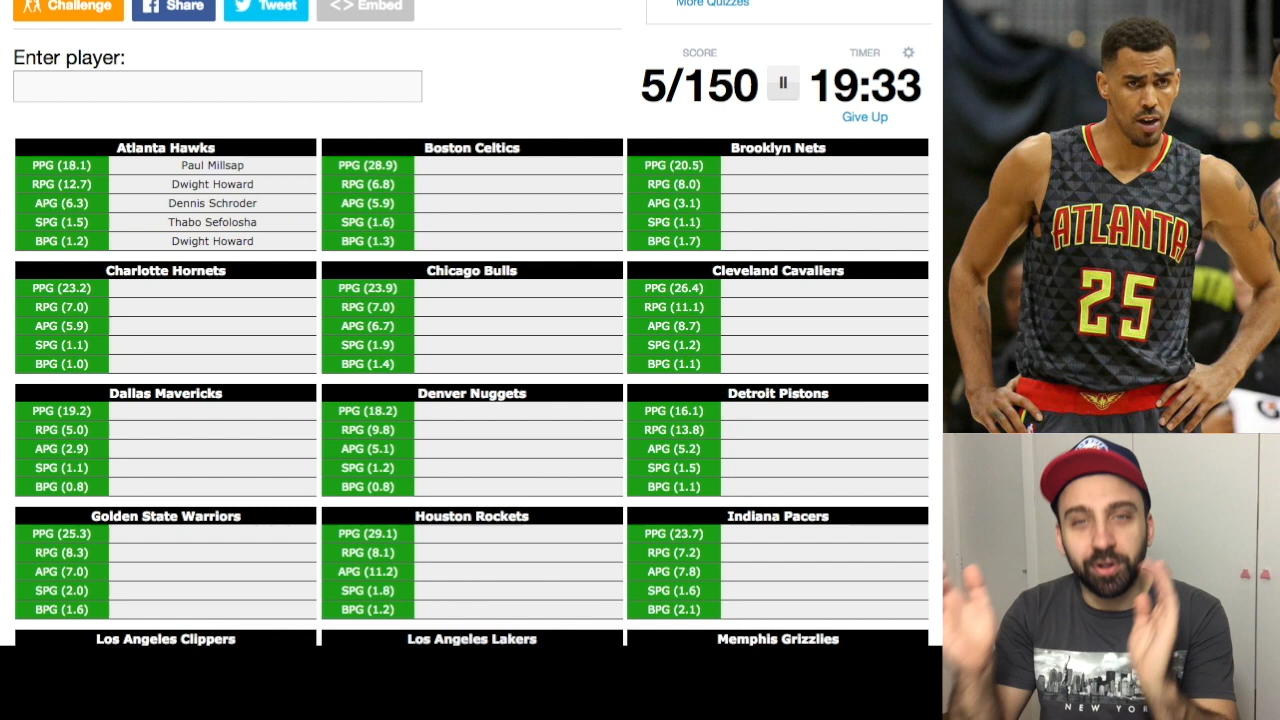 Challenge
Share
Tweet
<> Embed
More Quizzes
Enter player:
SCORE
TIMER
5/150
19:33
Give Up
Atlanta Hawks
PPG (18.1) Paul Millsap
RPG (12.7) Dwight Howard
APG (6.3) Dennis Schroder
SPG (1.5) Thabo Sefolosha
BPG (1.2) Dwight Howard
Boston Celtics
PPG (28.9)
RPG (6.8)
APG (5.9)
SPG (1.6)
BPG (1.3)
Brooklyn Nets
PPG (20.5)
RPG (8.0)
APG (3.1)
SPG (1.1)
BPG (1.7)
Charlotte Hornets
PPG (23.2)
RPG (7.0)
APG (5.9)
SPG (1.1)
BPG (1.0)
Chicago Bulls
PPG (23.9)
RPG (7.0)
APG (6.7)
SPG (1.9)
BPG (1.4)
Cleveland Cavaliers
PPG (26.4)
RPG (11.1)
APG (8.7)
SPG (1.2)
BPG (1.1)
Dallas Mavericks
PPG (19.2)
RPG (5.0)
APG (2.9)
SPG (1.1)
BPG (0.8)
Denver Nuggets
PPG (18.2)
RPG (9.8)
APG (5.1)
SPG (1.2)
BPG (0.8)
Detroit Pistons
PPG (16.1)
RPG (13.8)
APG (5.2)
SPG (1.5)
BPG (1.1)
Golden State Warriors
PPG (25.3)
RPG (8.3)
APG (7.0)
SPG (2.0)
BPG (1.6)
Houston Rockets
PPG (29.1)
RPG (8.1)
APG (11.2)
SPG (1.8)
BPG (1.2)
Indiana Pacers
PPG (23.7)
RPG (7.2)
APG (7.8)
SPG (1.6)
BPG (2.1)
Los Angeles Clippers
Los Angeles Lakers
Memphis Grizzlies
ATLANTA
25
NEW YOR